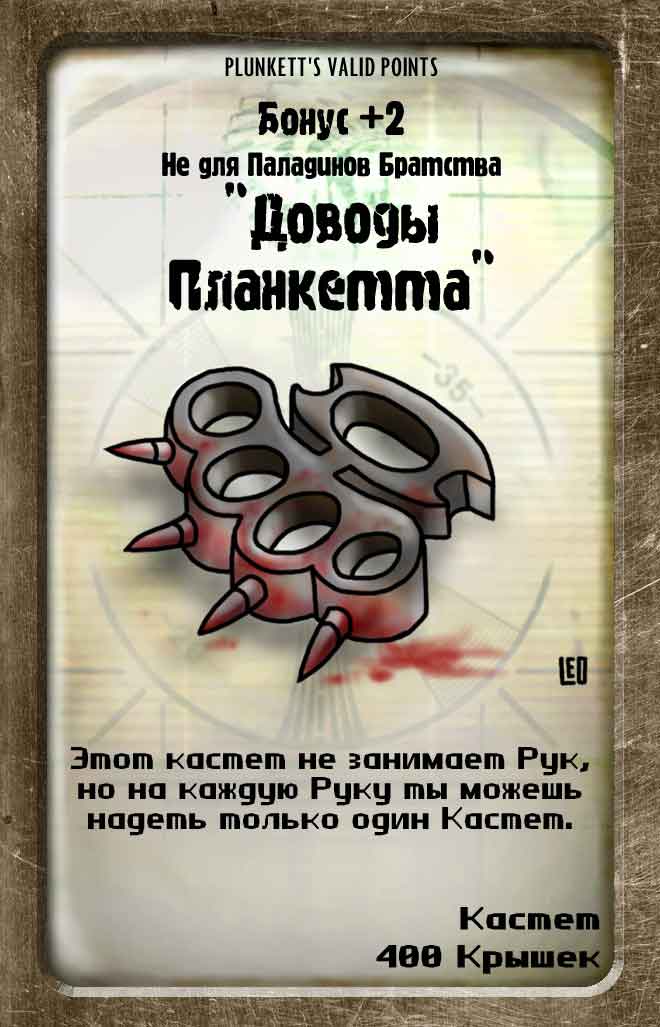 PLUNKETT'S VALID POINTS
Бонус +2
Не для Паладинов Братства
"Доводы
Планкетта"
-35-
LEO
Этот кастет не занимает Рук,
но на каждую Руку ты можешь
надеть только один Кастет.
Кастет
400 Крышек